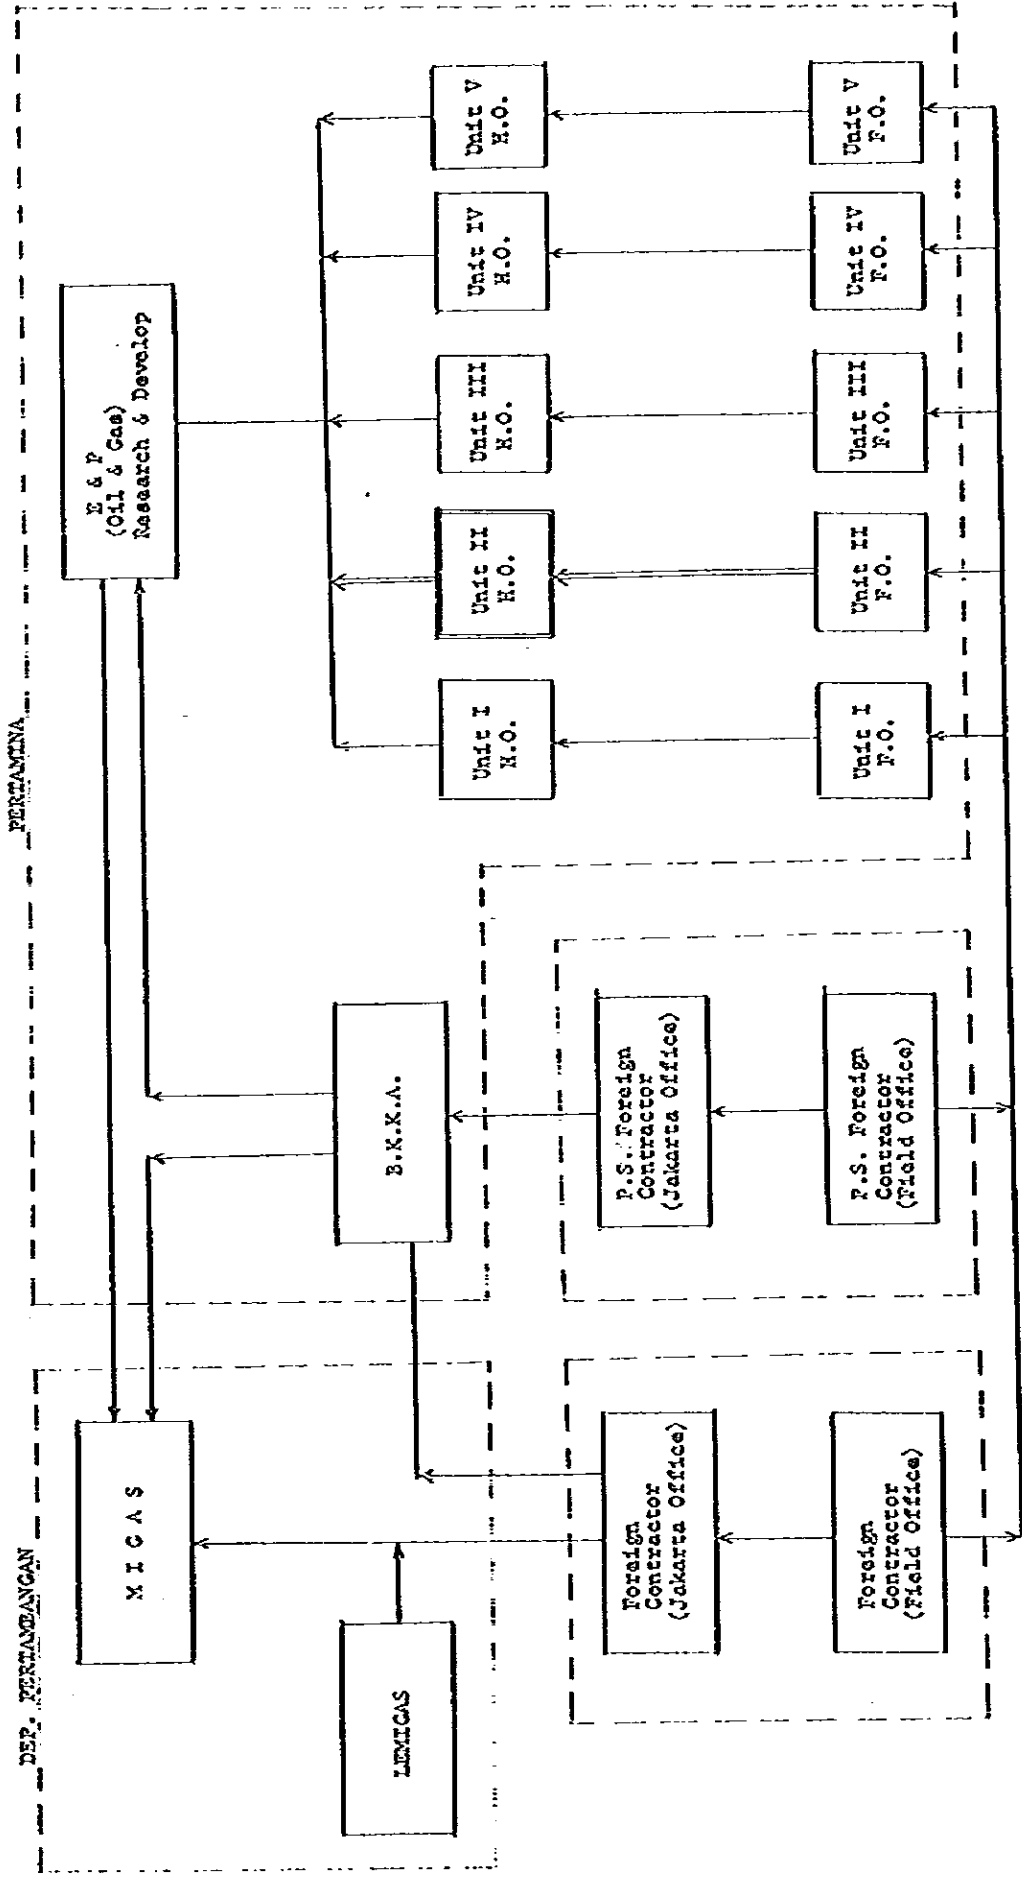 DEP. PERTAMBANGAN
PERTAMINA
M I G A S
E & P
(Oil & Gas)
Research & Develop
LEMIGAS
B.K.K.A.
Unit I
H.O.
Unit II
H.O.
Unit III
H.O.
Unit IV
H.O.
Unit V
H.O.
Foreign
Contractor
(Jakarta Office)
P.S. Foreign
Contractor
(Jakarta Office)
Foreign
Contractor
(Field Office)
P.S. Foreign
Contractor
(Field Office)
Unit I
F.O.
Unit II
F.O.
Unit III
F.O.
Unit IV
F.O.
Unit V
F.O.